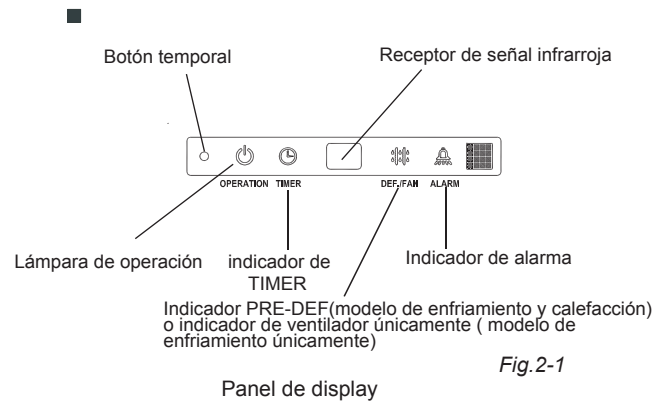 Botón temporal
Receptor de señal infrarroja
OPERATION TIMER DEF./FAN ALARM
Lámpara de operación
indicador de
TIMER
Indicador de alarma
Indicador PRE-DEF(modelo de enfriamiento y calefacción)
o indicador de ventilador únicamente ( modelo de
enfriamiento únicamente)
Fig.2-1
Panel de display